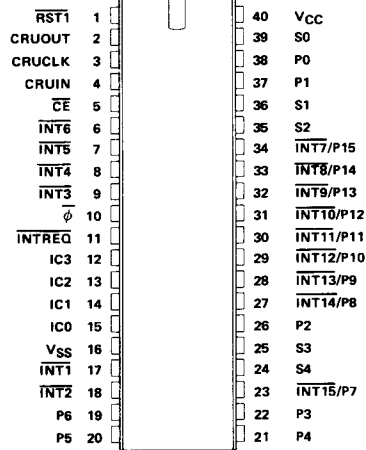 RST1 1 40 VCC
CRUOUT 2 39 S0
CRUCLK 3 38 P0
CRUIN 4 37 P1
CE 5 36 S1
INT6 6 35 S2
INT5 7 34 INT7/P15
INT4 8 33 INT8/P14
INT3 9 32 INT9/P13
ϕ 10 31 INT10/P12
INTREQ 11 30 INT11/P11
IC3 12 29 INT12/P10
IC2 13 28 INT13/P9
IC1 14 27 INT14/P8
IC0 15 26 P2
VSS 16 25 S3
INT1 17 24 S4
INT2 18 23 INT15/P7
P6 19 22 P3
P5 20 21 P4